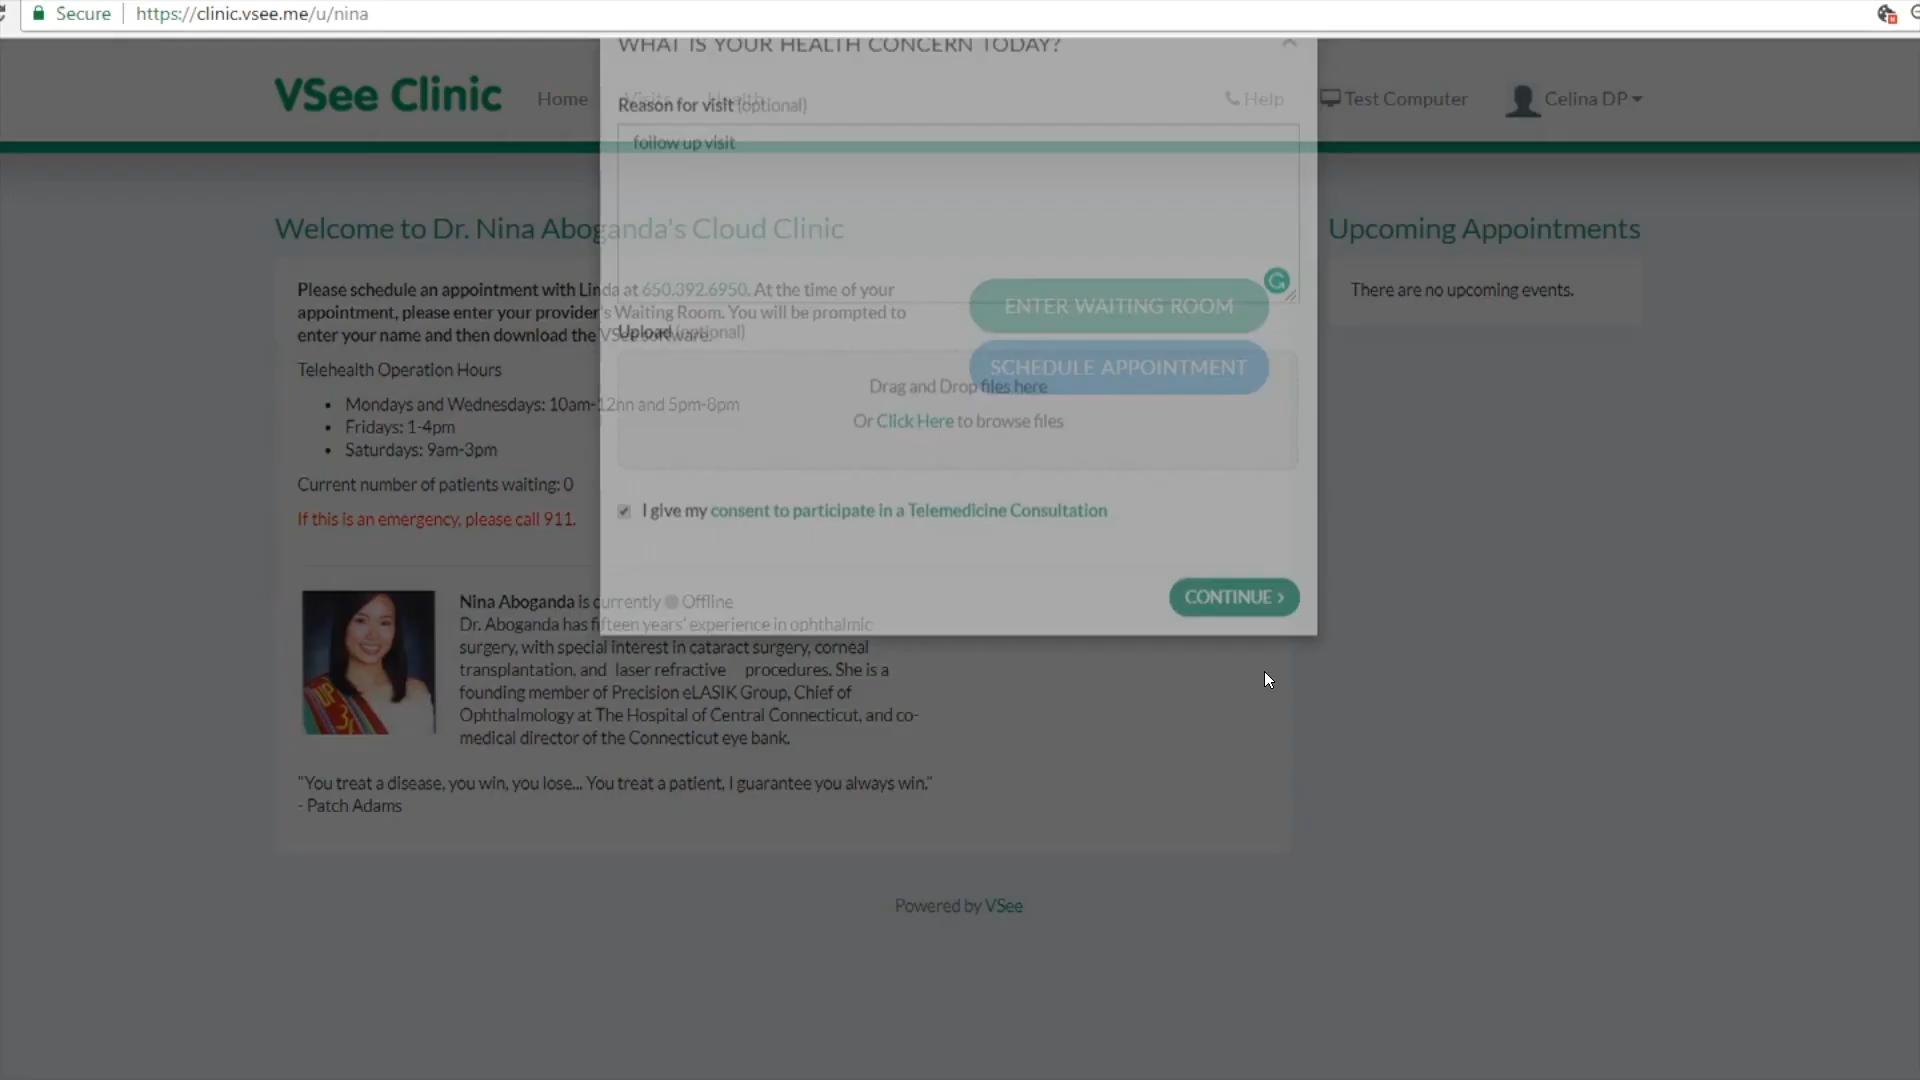 Secure https://clinic.vsee.me/u/nina
WHAT IS YOUR HEALTH CONCERN TODAY?
VSee Clinic Home Visits Health Help Test Computer Celina DP
Reason for visit (optional)
follow up visit
Welcome to Dr. Nina Aboganda's Cloud Clinic
Upcoming Appointments
There are no upcoming events.
Please schedule an appointment with Linda at 650.392.6950. At the time of your
appointment, please enter your provider's Waiting Room. You will be prompted to
enter your name and then download the VSee software.
ENTER WAITING ROOM
SCHEDULE APPOINTMENT
Upload (optional)
Drag and Drop files here
Or Click Here to browse files
Telehealth Operation Hours
• Mondays and Wednesdays: 10am-12nn and 5pm-8pm
• Fridays: 1-4pm
• Saturdays: 9am-3pm
Current number of patients waiting: 0
If this is an emergency, please call 911.
I give my consent to participate in a Telemedicine Consultation
CONTINUE >
Nina Aboganda is currently Offline
Dr. Aboganda has fifteen years' experience in ophthalmic
surgery, with special interest in cataract surgery, corneal
transplantation, and laser refractive procedures. She is a
founding member of Precision eLASIK Group, Chief of
Ophthalmology at The Hospital of Central Connecticut, and co-
medical director of the Connecticut eye bank.
"You treat a disease, you win, you lose... You treat a patient, I guarantee you always win."
- Patch Adams
Powered by VSee